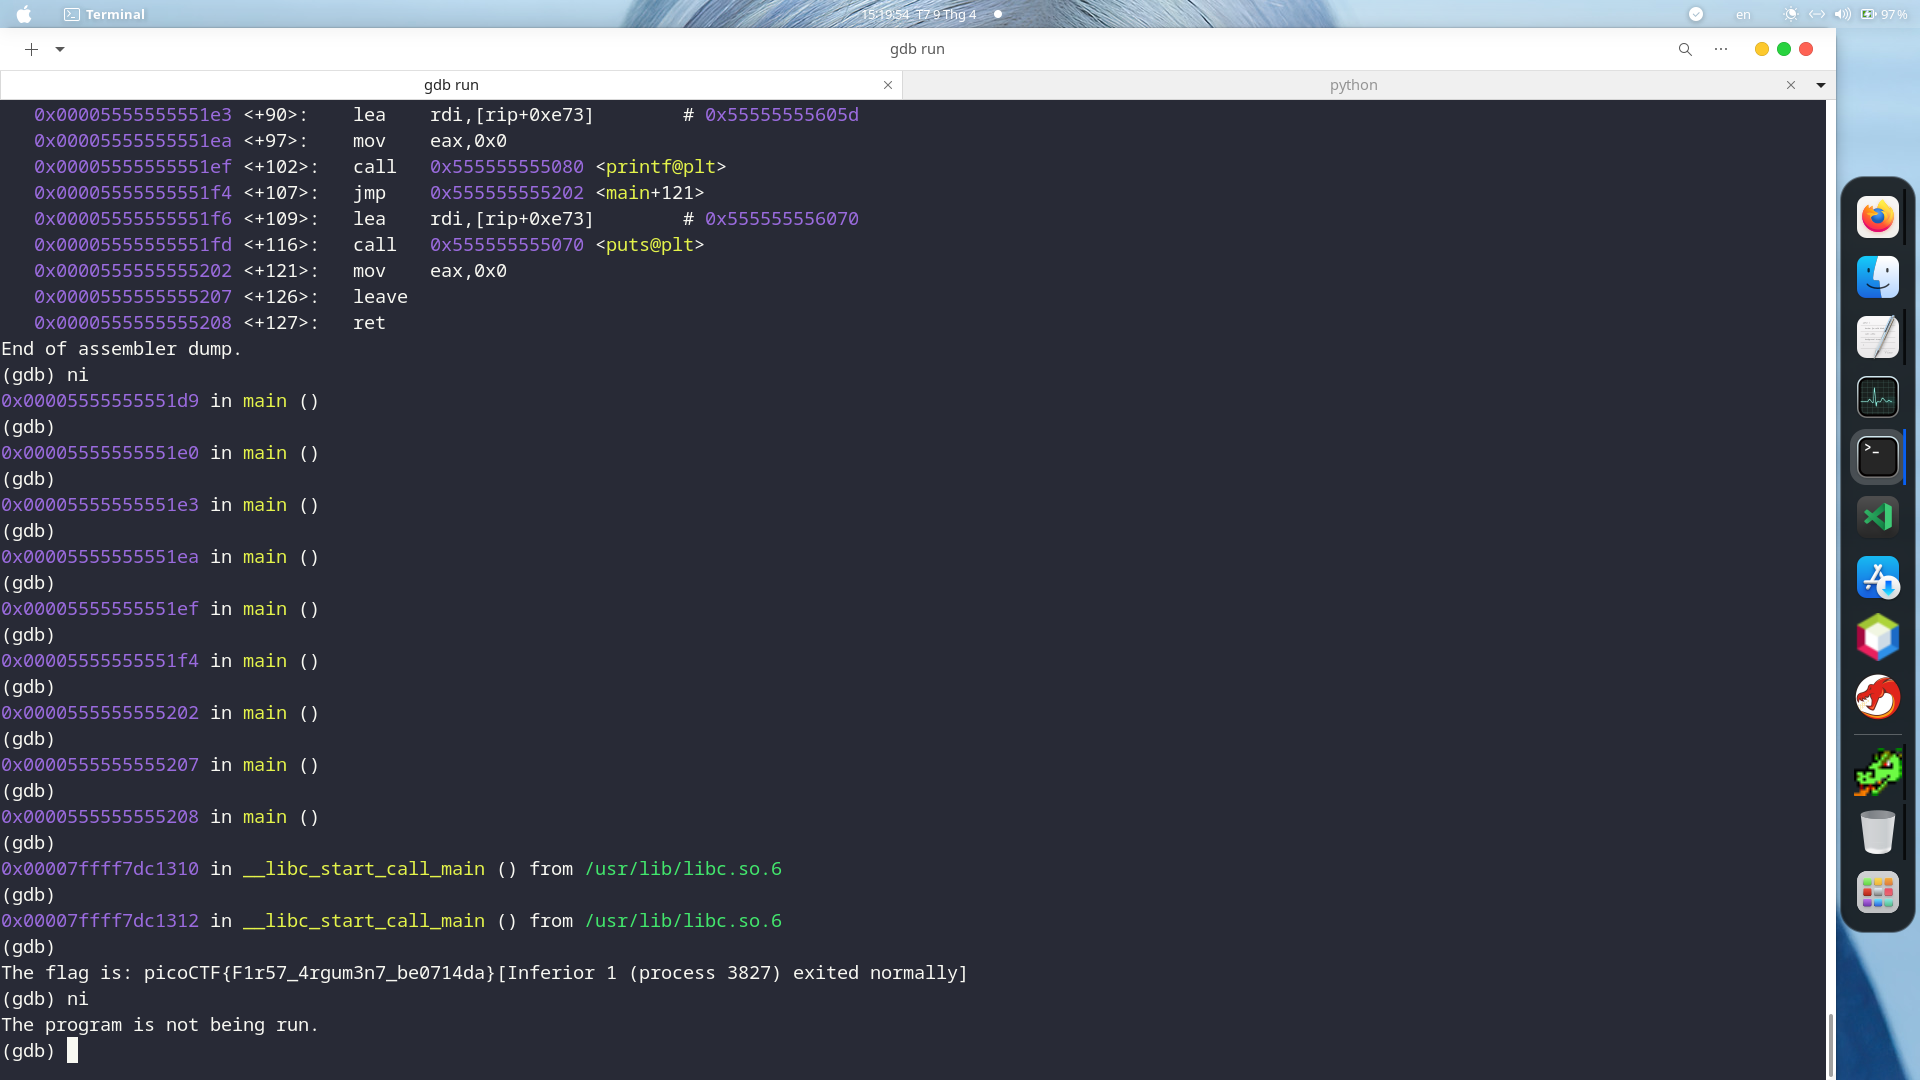 Terminal
15:19:54 T7 9 Thg 4
en
97%
gdb run
gdb run
python
0x00005555555551e3 <+90>: lea rdi,[rip+0xe73] # 0x55555555605d
0x00005555555551ea <+97>: mov eax,0x0
0x00005555555551ef <+102>: call 0x555555555080 <printf@plt>
0x00005555555551f4 <+107>: jmp 0x555555555202 <main+121>
0x00005555555551f6 <+109>: lea rdi,[rip+0xe73] # 0x555555556070
0x00005555555551fd <+116>: call 0x555555555070 <puts@plt>
0x0000555555555202 <+121>: mov eax,0x0
0x0000555555555207 <+126>: leave
0x0000555555555208 <+127>: ret
End of assembler dump.
(gdb) ni
0x00005555555551d9 in main ()
(gdb)
0x00005555555551e0 in main ()
(gdb)
0x00005555555551e3 in main ()
(gdb)
0x00005555555551ea in main ()
(gdb)
0x00005555555551ef in main ()
(gdb)
0x00005555555551f4 in main ()
(gdb)
0x0000555555555202 in main ()
(gdb)
0x0000555555555207 in main ()
(gdb)
0x0000555555555208 in main ()
(gdb)
0x00007ffff7dc1310 in __libc_start_call_main () from /usr/lib/libc.so.6
(gdb)
0x00007ffff7dc1312 in __libc_start_call_main () from /usr/lib/libc.so.6
(gdb)
The flag is: picoCTF{F1r57_4rgum3n7_be0714da}[Inferior 1 (process 3827) exited normally]
(gdb) ni
The program is not being run.
(gdb)